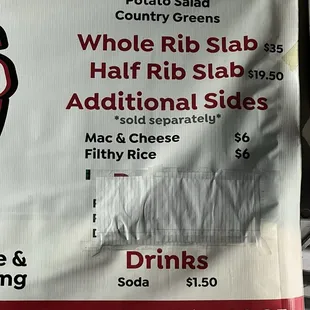 Potato Salad
Country Greens
Whole Rib Slab $35
Half Rib Slab $19.50
Additional Sides
*sold separately*
Mac & Cheese $6
Filthy Rice $6
Drinks
e &
ng
Soda $1.50